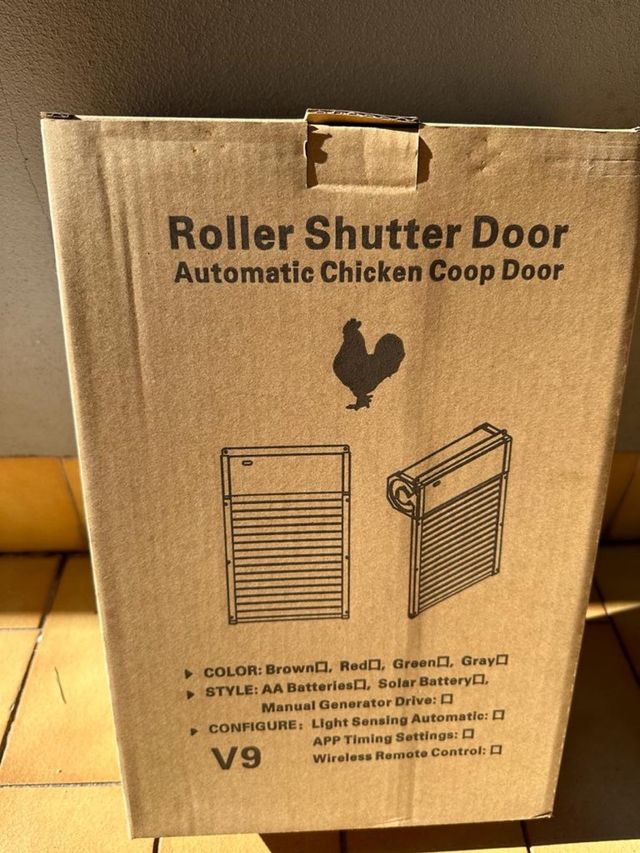 Roller Shutter Door
Automatic Chicken Coop Door
▶ COLOR: Brown□, Red□, Green□, Gray□
▶ STYLE: AA Batteries□, Solar Battery□,
Manual Generator Drive: □
▶ CONFIGURE: Light Sensing Automatic: □
APP Timing Settings: □
Wireless Remote Control: □
V9